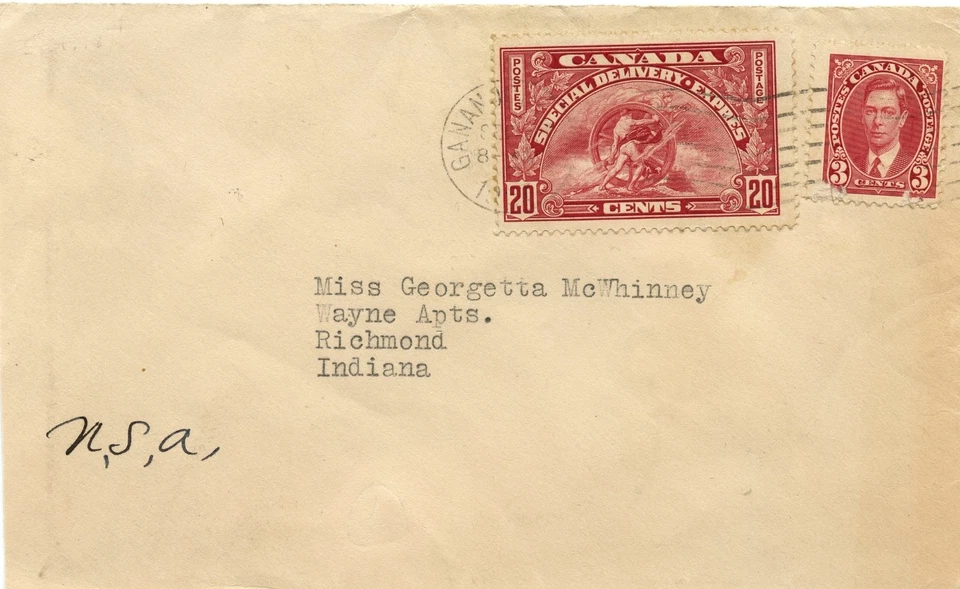 CANADA
POSTES
POSTAGE
SPECIAL DELIVERY·EXPRES
20
20
CENTS
CANADA
POSTES
POSTAGE
3
3
CENTS
GANAN
Miss Georgetta McWhinney
Wayne Apts.
Richmond
Indiana
n.S.a,